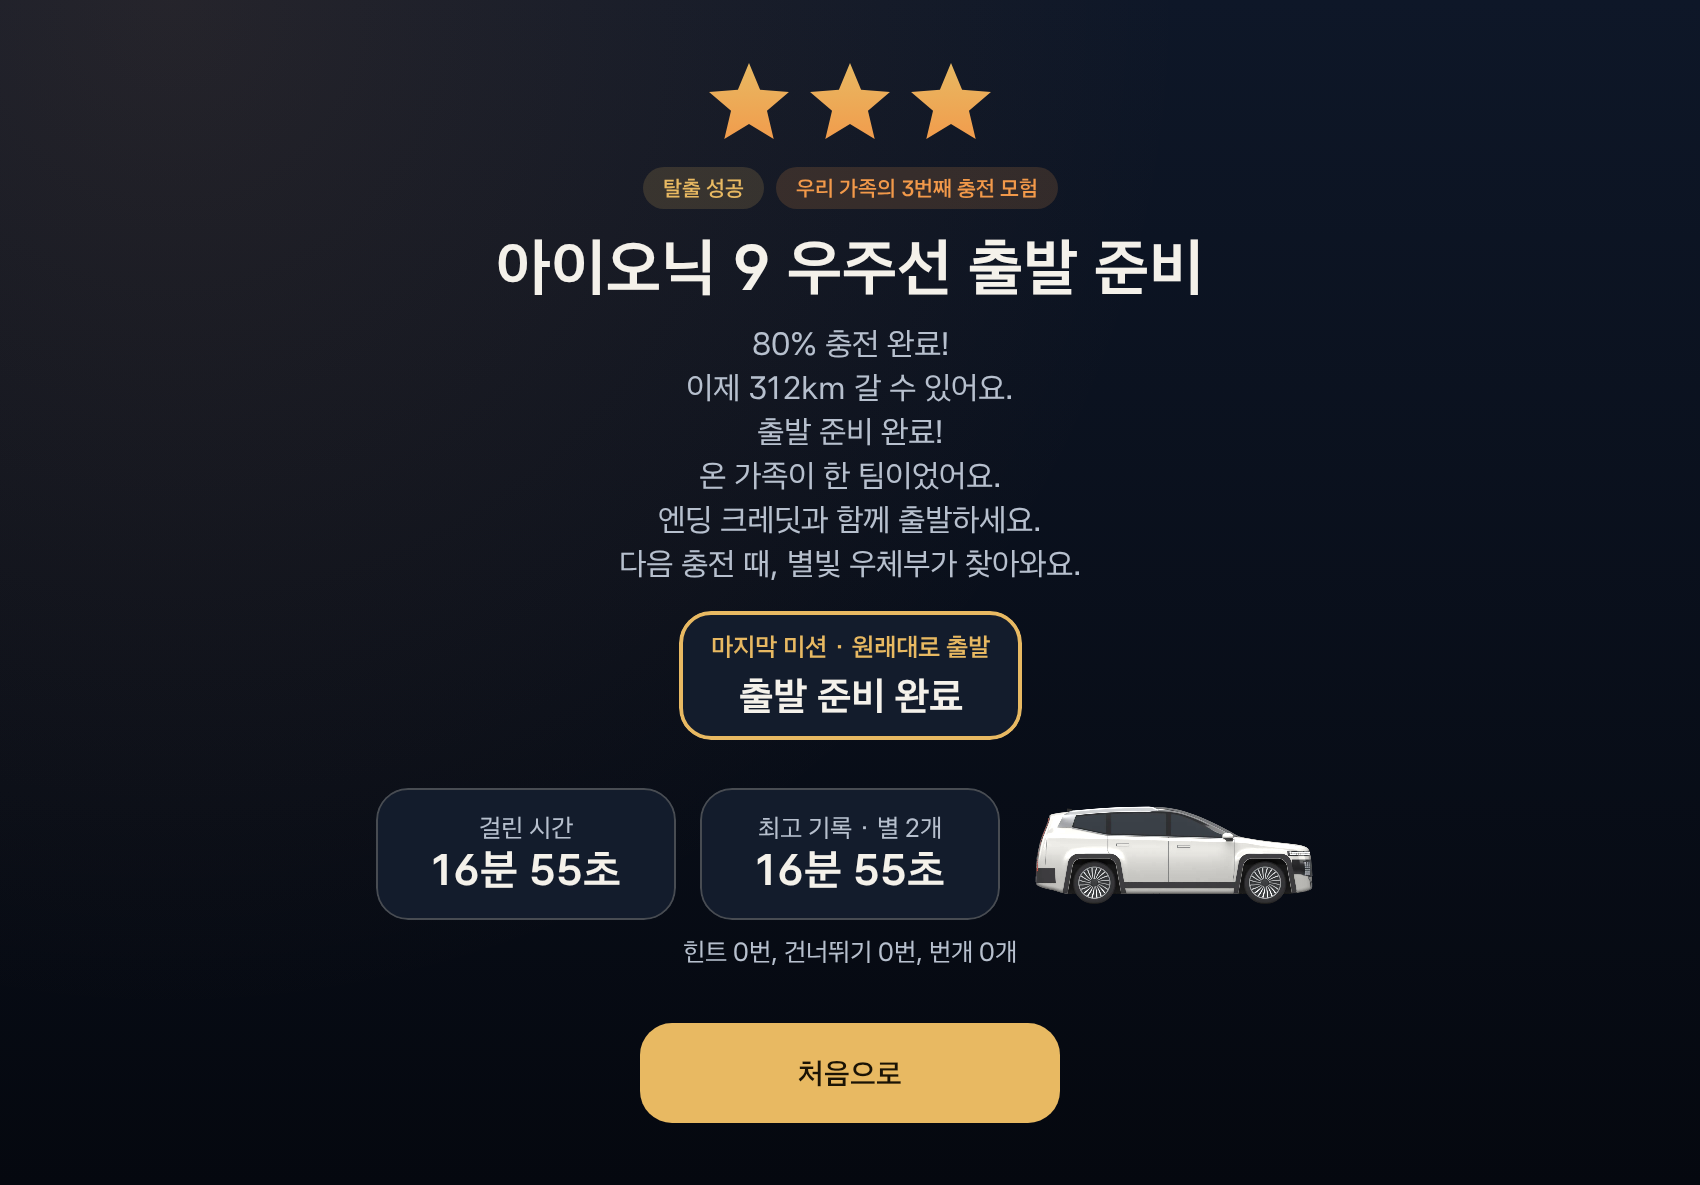 탈출 성공
우리 가족의 3번째 충전 모험
아이오닉 9 우주선 출발 준비
80% 충전 완료!
이제 312km 갈 수 있어요.
출발 준비 완료!
온 가족이 한 팀이었어요.
엔딩 크레딧과 함께 출발하세요.
다음 충전 때, 별빛 우체부가 찾아와요.
마지막 미션 · 원래대로 출발
출발 준비 완료
걸린 시간
16분 55초
최고 기록 · 별 2개
16분 55초
힌트 0번, 건너뛰기 0번, 번개 0개
처음으로